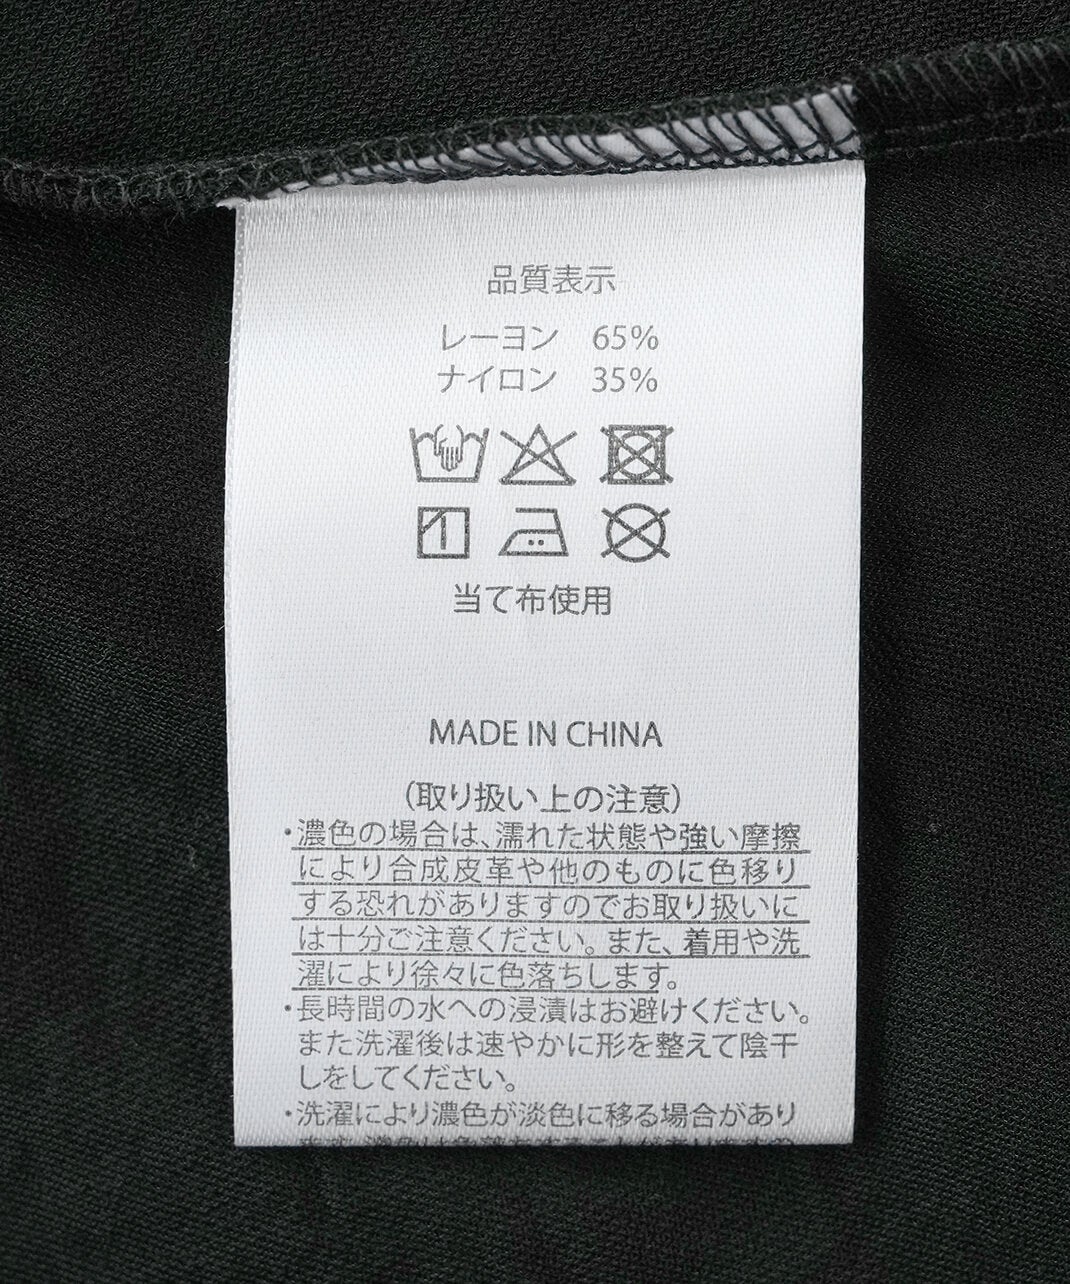 品質表示
レーヨン 65%
ナイロン 35%
当て布使用
MADE IN CHINA
(取り扱い上の注意)
・濃色の場合は、濡れた状態や強い摩擦
により合成皮革や他のものに色移り
する恐れがありますのでお取り扱いに
は十分ご注意ください。また、着用や洗
濯により徐々に色落ちします。
・長時間の水への浸漬はお避けください。
また洗濯後は速やかに形を整えて陰干
しをしてください。
・洗濯により濃色が淡色に移る場合があり